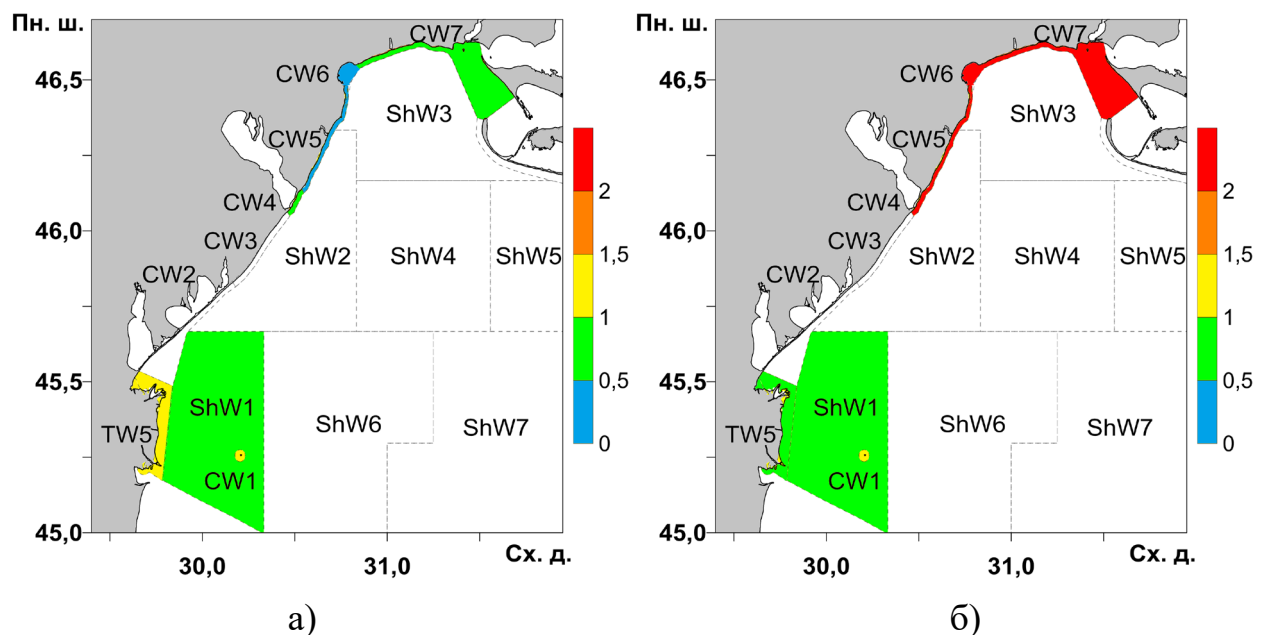 Пн. ш.
46,5
46,0
45,5
45,0
30,0
31,0
Сх. д.
CW7
CW6
ShW3
CW5
CW4
CW3
ShW2
ShW4
ShW5
CW2
ShW1
ShW6
ShW7
TW5
CW1
2
1,5
1
0,5
0
а)
Пн. ш.
46,5
46,0
45,5
45,0
30,0
31,0
Сх. д.
CW7
CW6
ShW3
CW5
CW4
CW3
ShW2
ShW4
ShW5
CW2
ShW1
ShW6
ShW7
TW5
CW1
2
1,5
1
0,5
0
б)